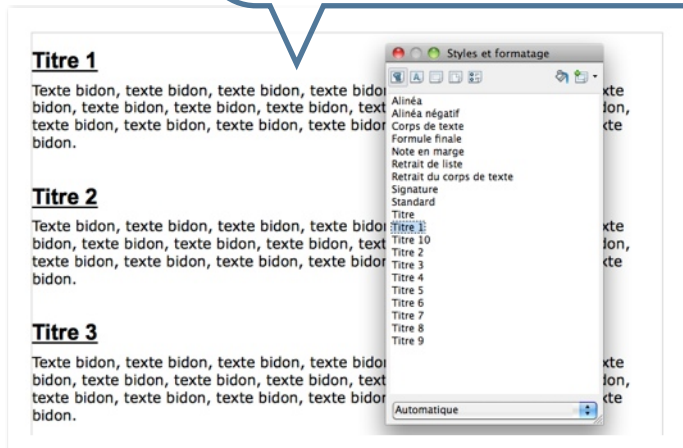 Titre 1
Texte bidon, texte bidon, texte bidon, texte bidon
bidon, texte bidon, texte bidon, texte bidon, text
texte bidon, texte bidon, texte bidon, texte bidon
bidon.
Titre 2
Texte bidon, texte bidon, texte bidon, texte bidon
bidon, texte bidon, texte bidon, texte bidon, text
texte bidon, texte bidon, texte bidon, texte bidon
bidon.
Titre 3
Texte bidon, texte bidon, texte bidon, texte bidon
bidon, texte bidon, texte bidon, texte bidon, text
texte bidon, texte bidon, texte bidon, texte bidon
bidon.
Styles et formatage
Alinéa
Alinéa négatif
Corps de texte
Formule finale
Note en marge
Retrait de liste
Retrait du corps de texte
Signature
Standard
Titre
Titre 1
Titre 10
Titre 2
Titre 3
Titre 4
Titre 5
Titre 6
Titre 7
Titre 8
Titre 9
Automatique